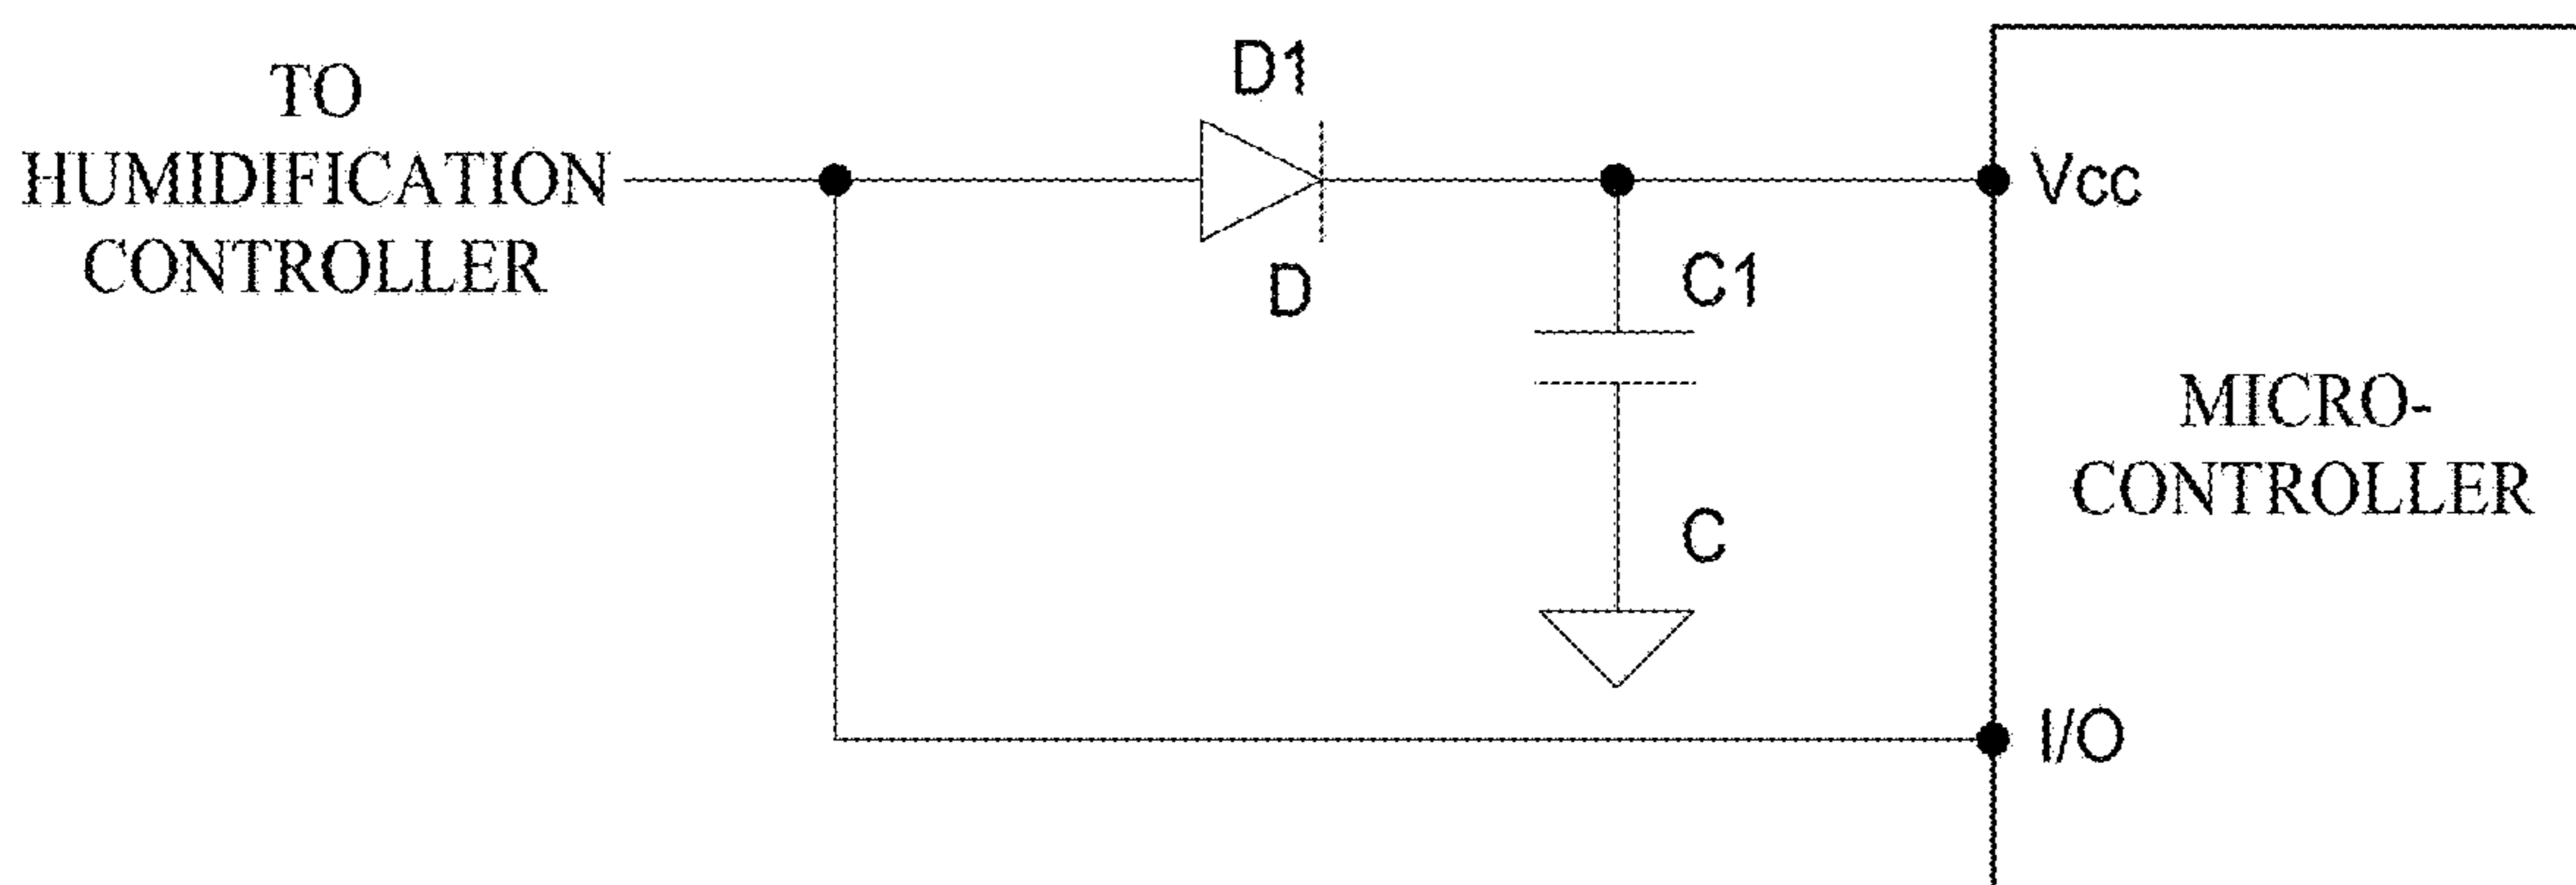 TO
HUMIDIFICATION
CONTROLLER
D1
D
C1
C
Vcc
MICRO-
CONTROLLER
I/O